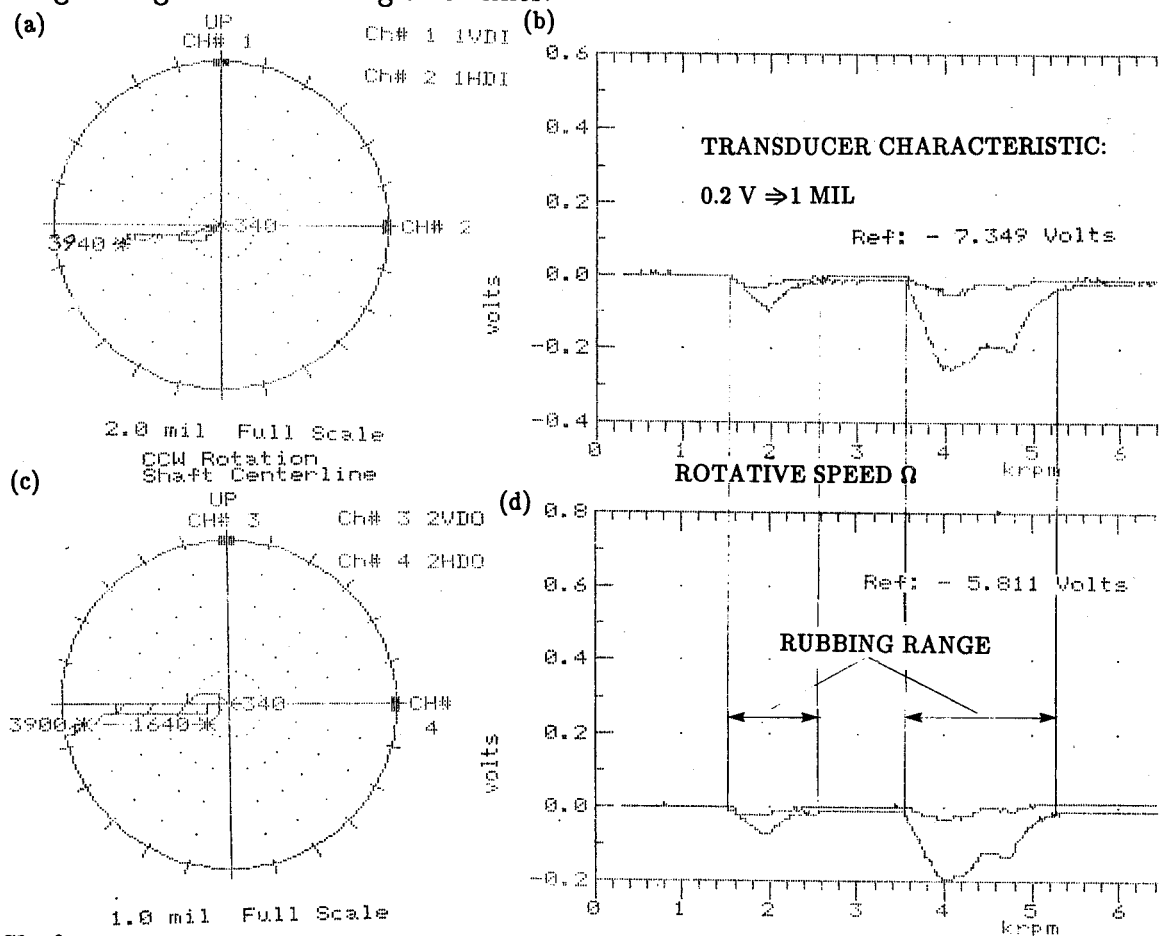 (a)
UP
CH# 1
Ch# 1 1VDI
Ch# 2 1HDI
340
CH# 2
3940 *
2.0 mil Full Scale
CCW Rotation
Shaft Centerline
(b)
0.6
0.4
0.2
0.0
-0.2
-0.4
volts
TRANSDUCER CHARACTERISTIC:
0.2 V ⇒ 1 MIL
Ref: - 7.349 Volts
0 1 2 3 4 5 6
krpm
ROTATIVE SPEED Ω
(c)
UP
CH# 3
Ch# 3 2VDO
Ch# 4 2HDO
340
CH# 4
3900 * 1640 *
1.0 mil Full Scale
(d)
0.8
0.6
0.4
0.2
0.0
-0.2
volts
Ref: - 5.811 Volts
RUBBING RANGE
0 1 2 3 4 5 6
krpm